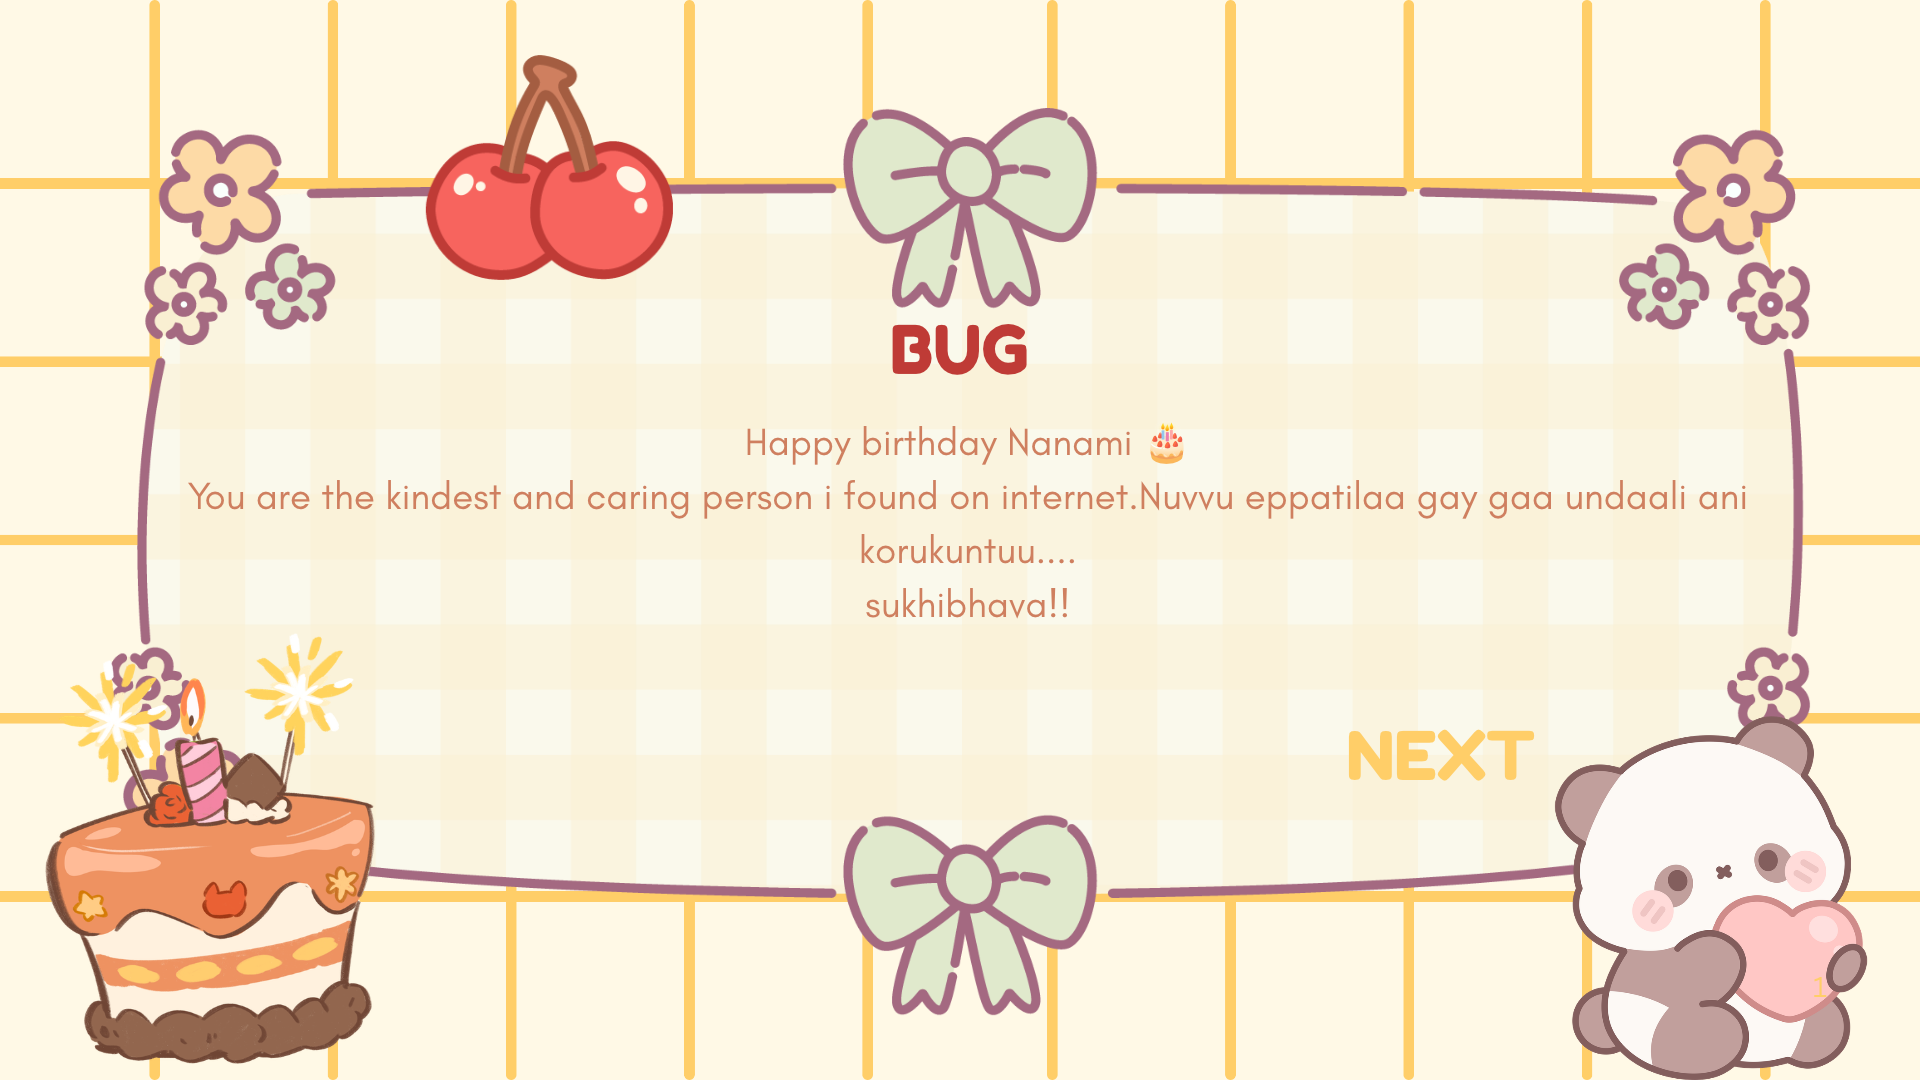 BUG
Happy birthday Nanami 🎂
You are the kindest and caring person i found on internet.Nuvvu eppatilaa gay gaa undaali ani
korukuntuu....
sukhibhava!!
NEXT
1